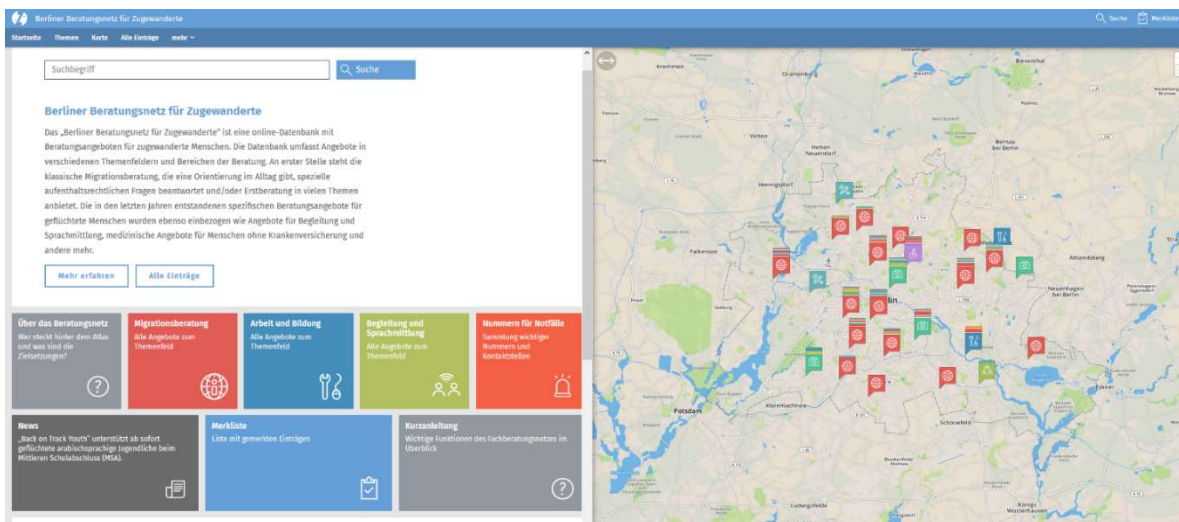 Berliner Beratungsnetz für Zugewanderte
Suche
Merkliste
Startseite Themen Karte Alle Einträge mehr
Suchbegriff
Suche
Berliner Beratungsnetz für Zugewanderte
Das „Berliner Beratungsnetz für Zugewanderte“ ist eine online-Datenbank mit
Beratungsangeboten für zugewanderte Menschen. Die Datenbank umfasst Angebote in
verschiedenen Themenfeldern und Bereichen der Beratung. An erster Stelle steht die
klassische Migrationsberatung, die eine Orientierung im Alltag gibt, spezielle
aufenthaltsrechtlichen Fragen beantwortet und/oder Erstberatung in vielen Themen
anbietet. Die in den letzten Jahren entstandenen spezifischen Beratungsangebote für
geflüchtete Menschen wurden ebenso einbezogen wie Angebote für Begleitung und
Sprachmittlung, medizinische Angebote für Menschen ohne Krankenversicherung und
andere mehr.
Mehr erfahren
Alle Einträge
Über das Beratungsnetz
Wer steckt hinter dem Atlas
und was sind die
Zielsetzungen?
Migrationsberatung
Alle Angebote zum
Themenfeld
Arbeit und Bildung
Alle Angebote zum
Themenfeld
Begleitung und
Sprachmittlung
Alle Angebote zum
Themenfeld
Nummern für Notfälle
Sammlung wichtiger
Nummern und
Kontaktstellen
News
„Back on Track Youth“ unterstützt ab sofort
geflüchtete arabischsprachige Jugendliche beim
Mittleren Schulabschluss (MSA).
Merkliste
Liste mit gemerkten Einträgen
Kurzanleitung
Wichtige Funktionen des Fachberatungsnetzes im
Überblick
Kremmen
Oranienburg
Biesenthal
Velten
Hohen
Neuendorf
Bernau
bei Berlin
Hennigsdorf
Falkensee
Altlandsberg
Neuenhagen
bei Berlin
Potsdam
Kleinmachnow
Schönefeld
Erkner
Ludwigsfelde
Königs
Wusterhausen